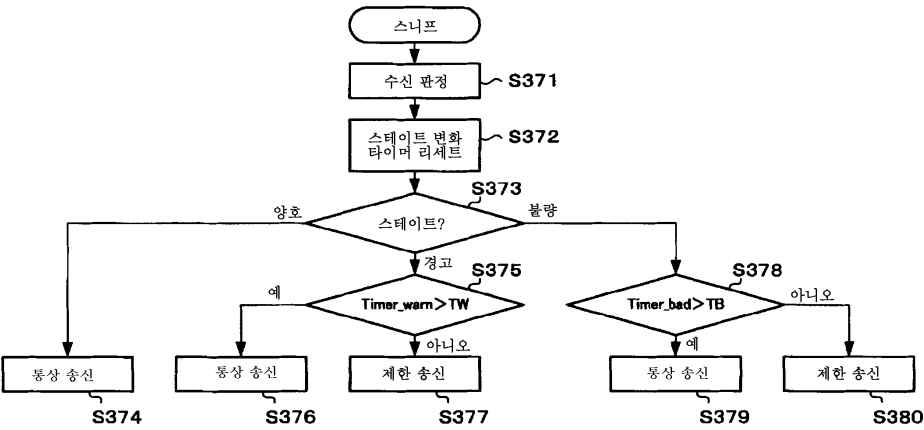 스니프
수신 판정
S371
스테이트 변화
타이머 리세트
S372
S373
양호
스테이트?
불량
경고
S375
S378
예
Timer_warn>TW
Timer_bad>TB
아니오
아니오
예
통상 송신
통상 송신
제한 송신
통상 송신
제한 송신
S374
S376
S377
S379
S380